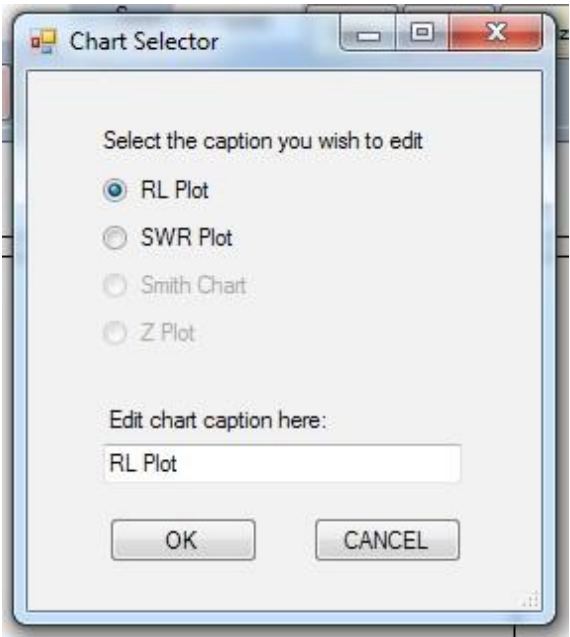 Chart Selector
Select the caption you wish to edit
RL Plot
SWR Plot
Smith Chart
Z Plot
Edit chart caption here:
RL Plot
OK
CANCEL